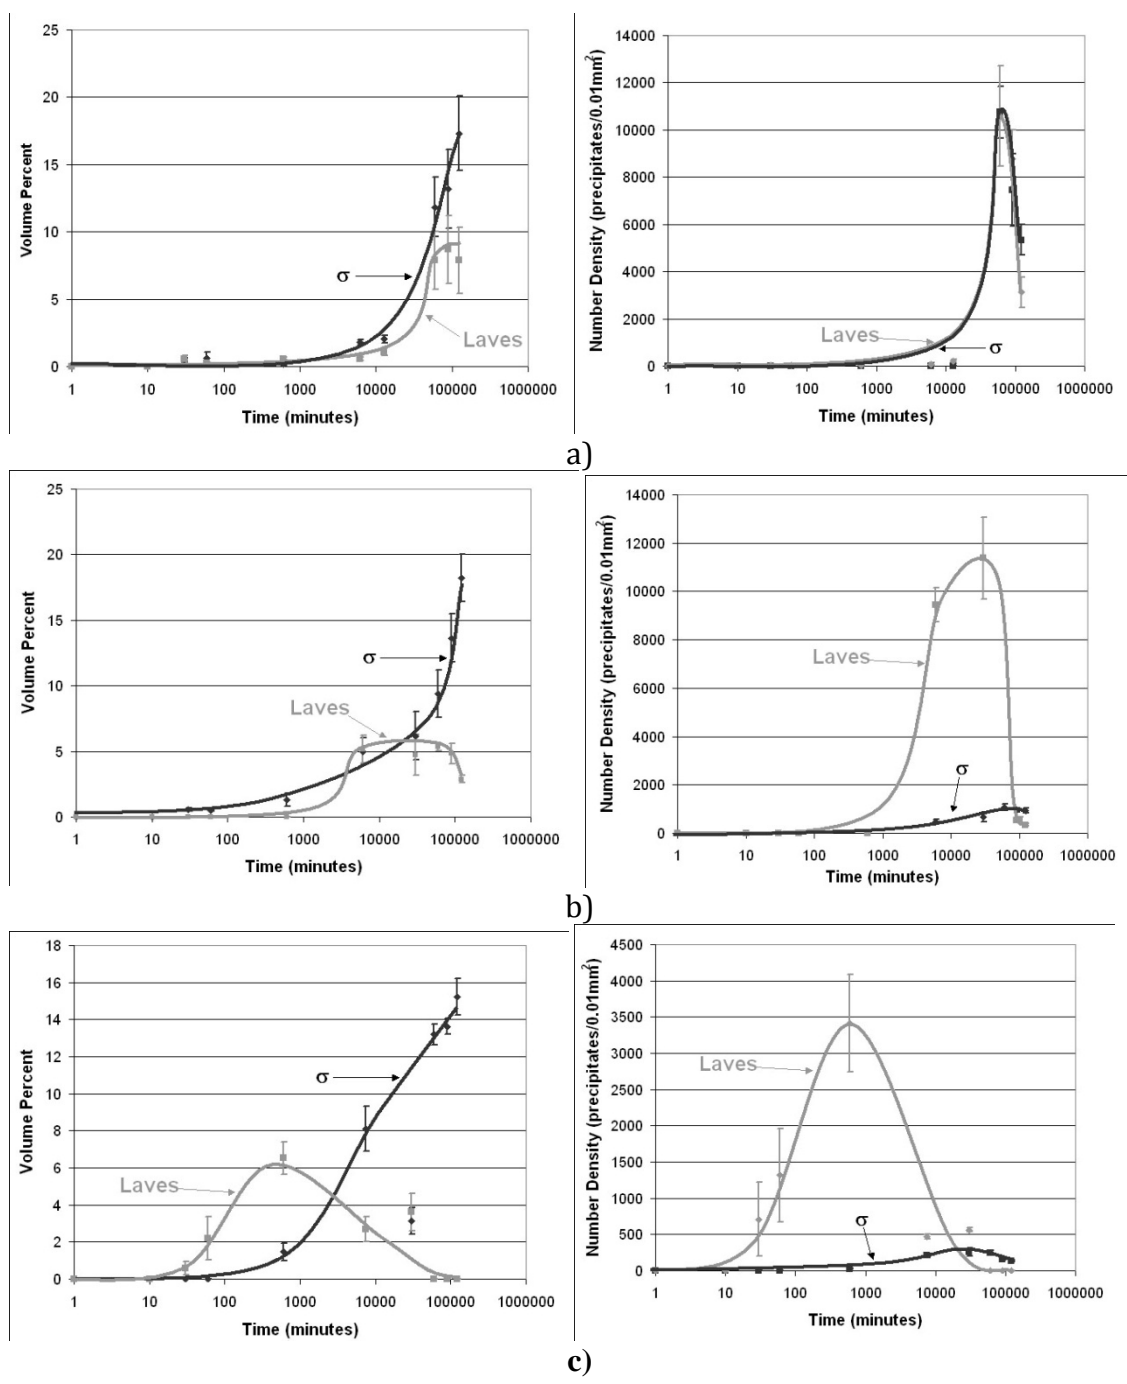 25
20
15
10
5
0
Volume Percent
σ
Laves
1 10 100 1000 10000 100000 1000000
Time (minutes)
14000
12000
10000
8000
6000
4000
2000
0
Number Density (precipitates/0.01mm²)
Laves
σ
1 10 100 1000 10000 100000 1000000
Time (minutes)
a)
25
20
15
10
5
0
Volume Percent
σ
Laves
1 10 100 1000 10000 100000 1000000
Time (minutes)
14000
12000
10000
8000
6000
4000
2000
0
Number Density (precipitates/0.01mm²)
Laves
σ
1 10 100 1000 10000 100000 1000000
Time (minutes)
b)
18
16
14
12
10
8
6
4
2
0
Volume Percent
σ
Laves
1 10 100 1000 10000 100000 1000000
Time (minutes)
4500
4000
3500
3000
2500
2000
1500
1000
500
0
Number Density (precipitates/0.01mm²)
Laves
σ
1 10 100 1000 10000 100000 1000000
Time (minutes)
c)